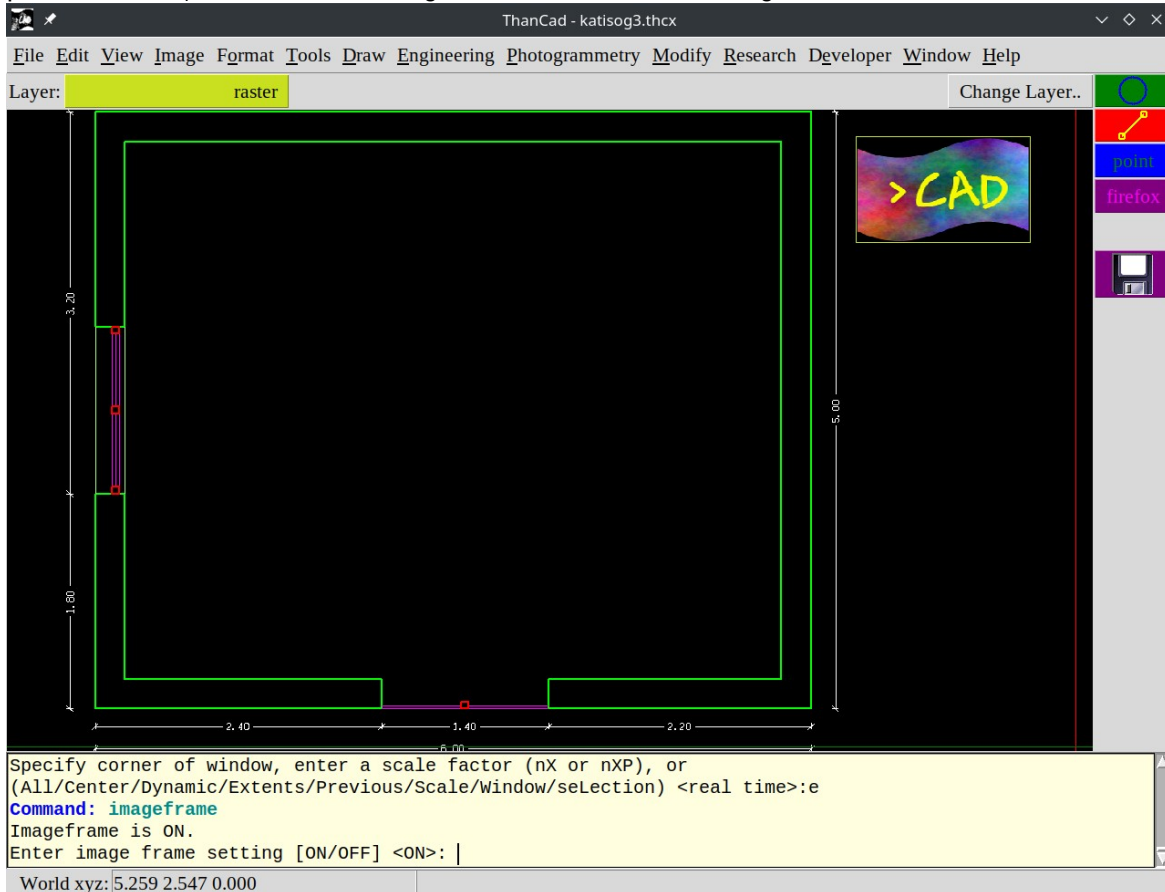 ThanCad - katisog3.thcx
File Edit View Image Format Tools Draw Engineering Photogrammetry Modify Research Developer Window Help
Layer: raster Change Layer..
>CAD
point
firefox
3.20
5.00
1.80
2.40 1.40 2.20
6.00
Specify corner of window, enter a scale factor (nX or nXP), or
(All/Center/Dynamic/Extents/Previous/Scale/Window/seLection) <real time>:e
Command: imageframe
Imageframe is ON.
Enter image frame setting [ON/OFF] <ON>:
World xyz: 5.259 2.547 0.000